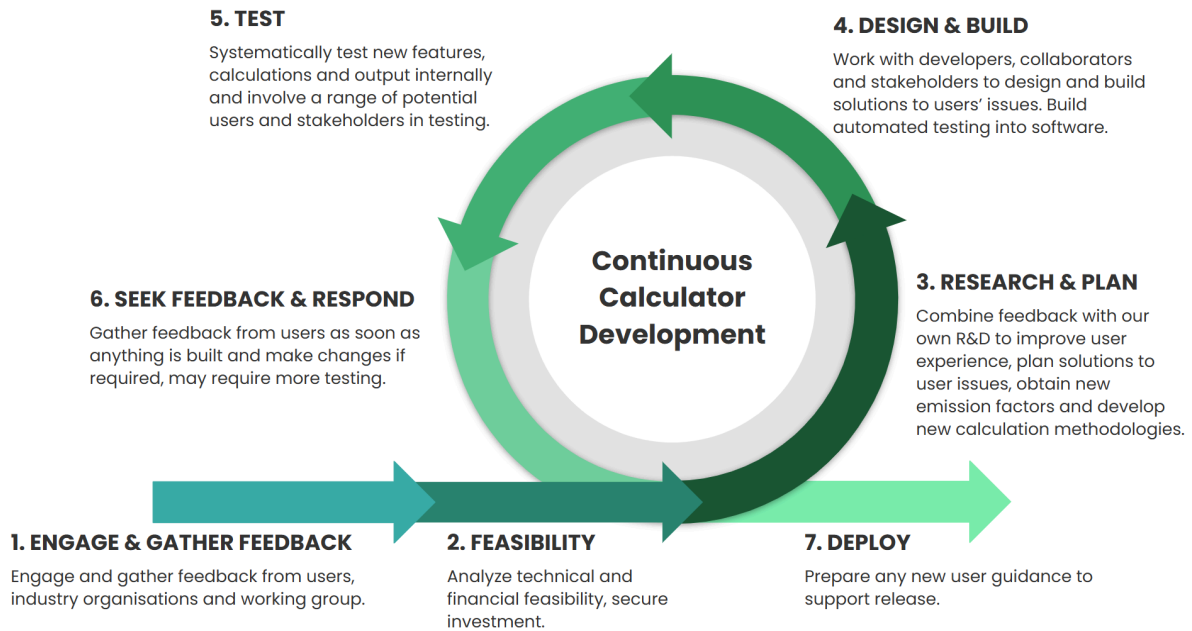 5. TEST
Systematically test new features,
calculations and output internally
and involve a range of potential
users and stakeholders in testing.
4. DESIGN & BUILD
Work with developers, collaborators
and stakeholders to design and build
solutions to users’ issues. Build
automated testing into software.
Continuous
Calculator
Development
6. SEEK FEEDBACK & RESPOND
Gather feedback from users as soon as
anything is built and make changes if
required, may require more testing.
3. RESEARCH & PLAN
Combine feedback with our
own R&D to improve user
experience, plan solutions to
user issues, obtain new
emission factors and develop
new calculation methodologies.
1. ENGAGE & GATHER FEEDBACK
Engage and gather feedback from users,
industry organisations and working group.
2. FEASIBILITY
Analyze technical and
financial feasibility, secure
investment.
7. DEPLOY
Prepare any new user guidance to
support release.